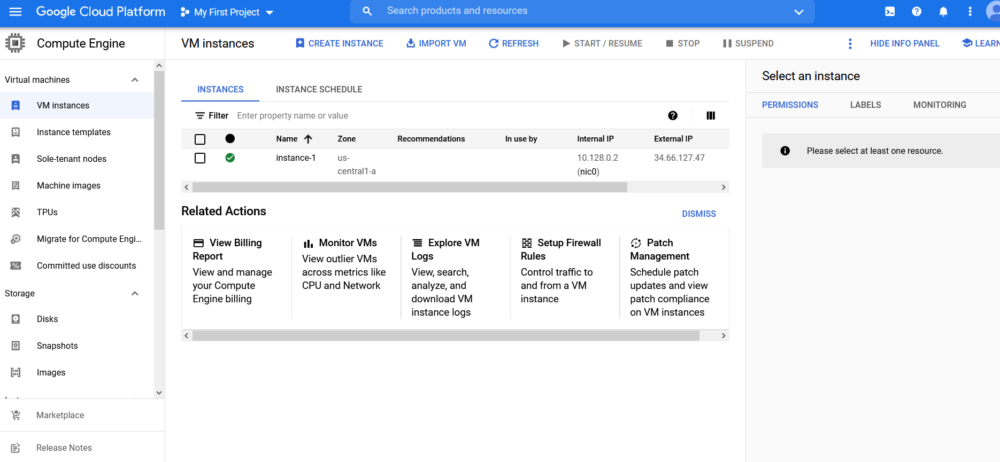 Google Cloud Platform
My First Project
Search products and resources
Compute Engine
VM instances
CREATE INSTANCE
IMPORT VM
REFRESH
START / RESUME
STOP
SUSPEND
HIDE INFO PANEL
LEARN
Virtual machines
VM instances
Instance templates
Sole-tenant nodes
Machine images
TPUs
Migrate for Compute Engi...
Committed use discounts
Storage
Disks
Snapshots
Images
Marketplace
Release Notes
INSTANCES
INSTANCE SCHEDULE
Filter Enter property name or value
Name Zone Recommendations In use by Internal IP External IP
instance-1 us- 10.128.0.2 34.66.127.47
central1-a (nic0)
Related Actions
DISMISS
View Billing
Report
View and manage
your Compute
Engine billing
Monitor VMs
View outlier VMs
across metrics like
CPU and Network
Explore VM
Logs
View, search,
analyze, and
download VM
instance logs
Setup Firewall
Rules
Control traffic to
and from a VM
instance
Patch
Management
Schedule patch
updates and view
patch compliance
on VM instances
Select an instance
PERMISSIONS
LABELS
MONITORING
Please select at least one resource.